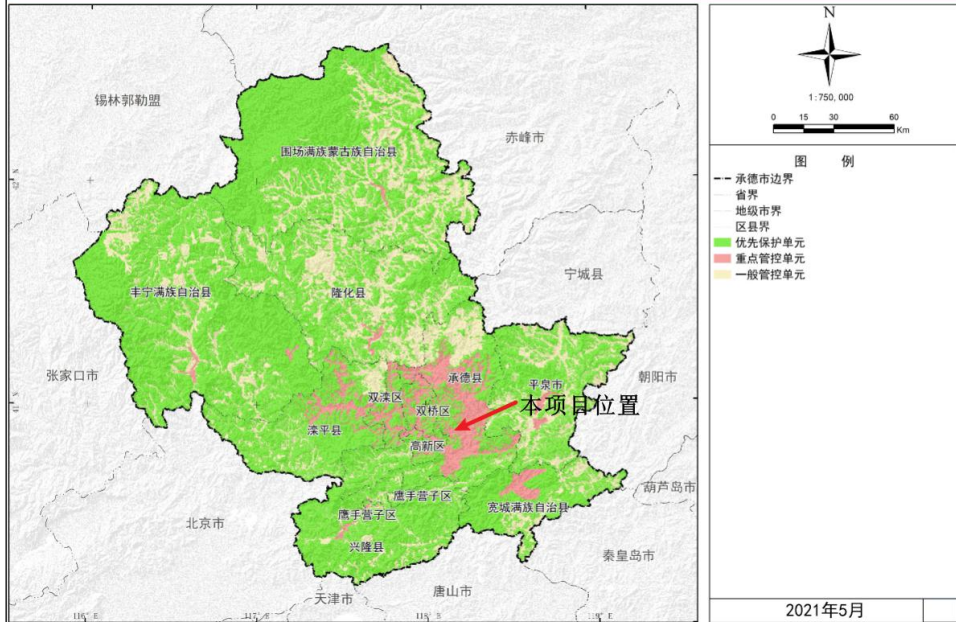 锡林郭勒盟
赤峰市
围场满族蒙古族自治县
宁城县
丰宁满族自治县
隆化县
张家口市
承德县
平泉市
朝阳市
双滦区
双桥区
本项目位置
滦平县
高新区
鹰手营子区
葫芦岛市
宽城满族自治县
鹰手营子区
北京市
兴隆县
秦皇岛市
唐山市
天津市
116° E
117° E
118° E
119° E
N
1:750,000
0 15 30 60
Km
图 例
承德市边界
省界
地级市界
区县界
优先保护单元
重点管控单元
一般管控单元
2021年5月